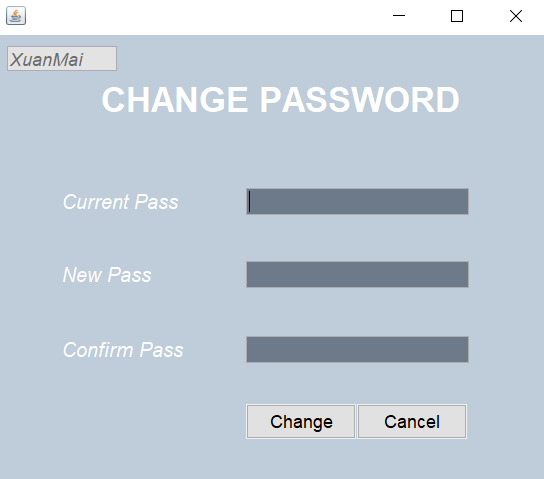 XuanMai
CHANGE PASSWORD
Current Pass
New Pass
Confirm Pass
Change Cancel